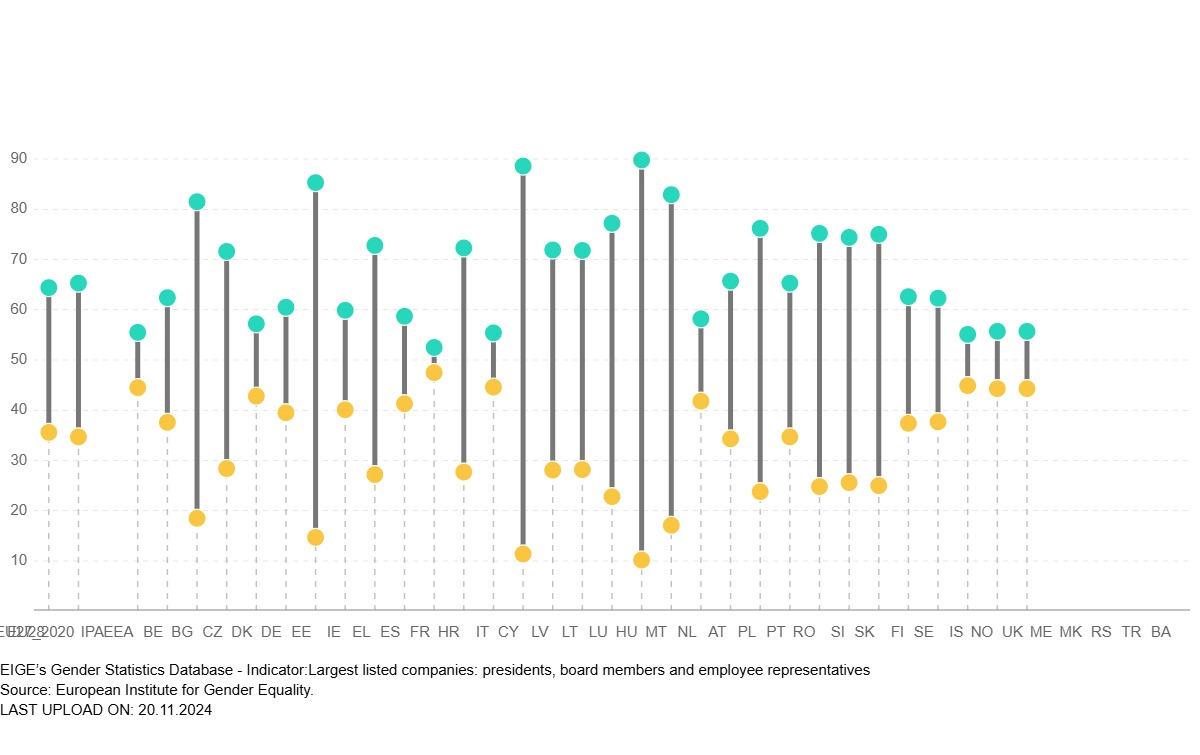 90
80
70
60
50
40
30
20
10
IPA EEA BE BG CZ DK DE EE IE EL ES FR HR IT CY LV LT LU HU MT NL AT PL PT RO SI SK FI SE IS NO UK ME MK RS TR BA
EIGE’s Gender Statistics Database - Indicator:Largest listed companies: presidents, board members and employee representatives
Source: European Institute for Gender Equality.
LAST UPLOAD ON: 20.11.2024